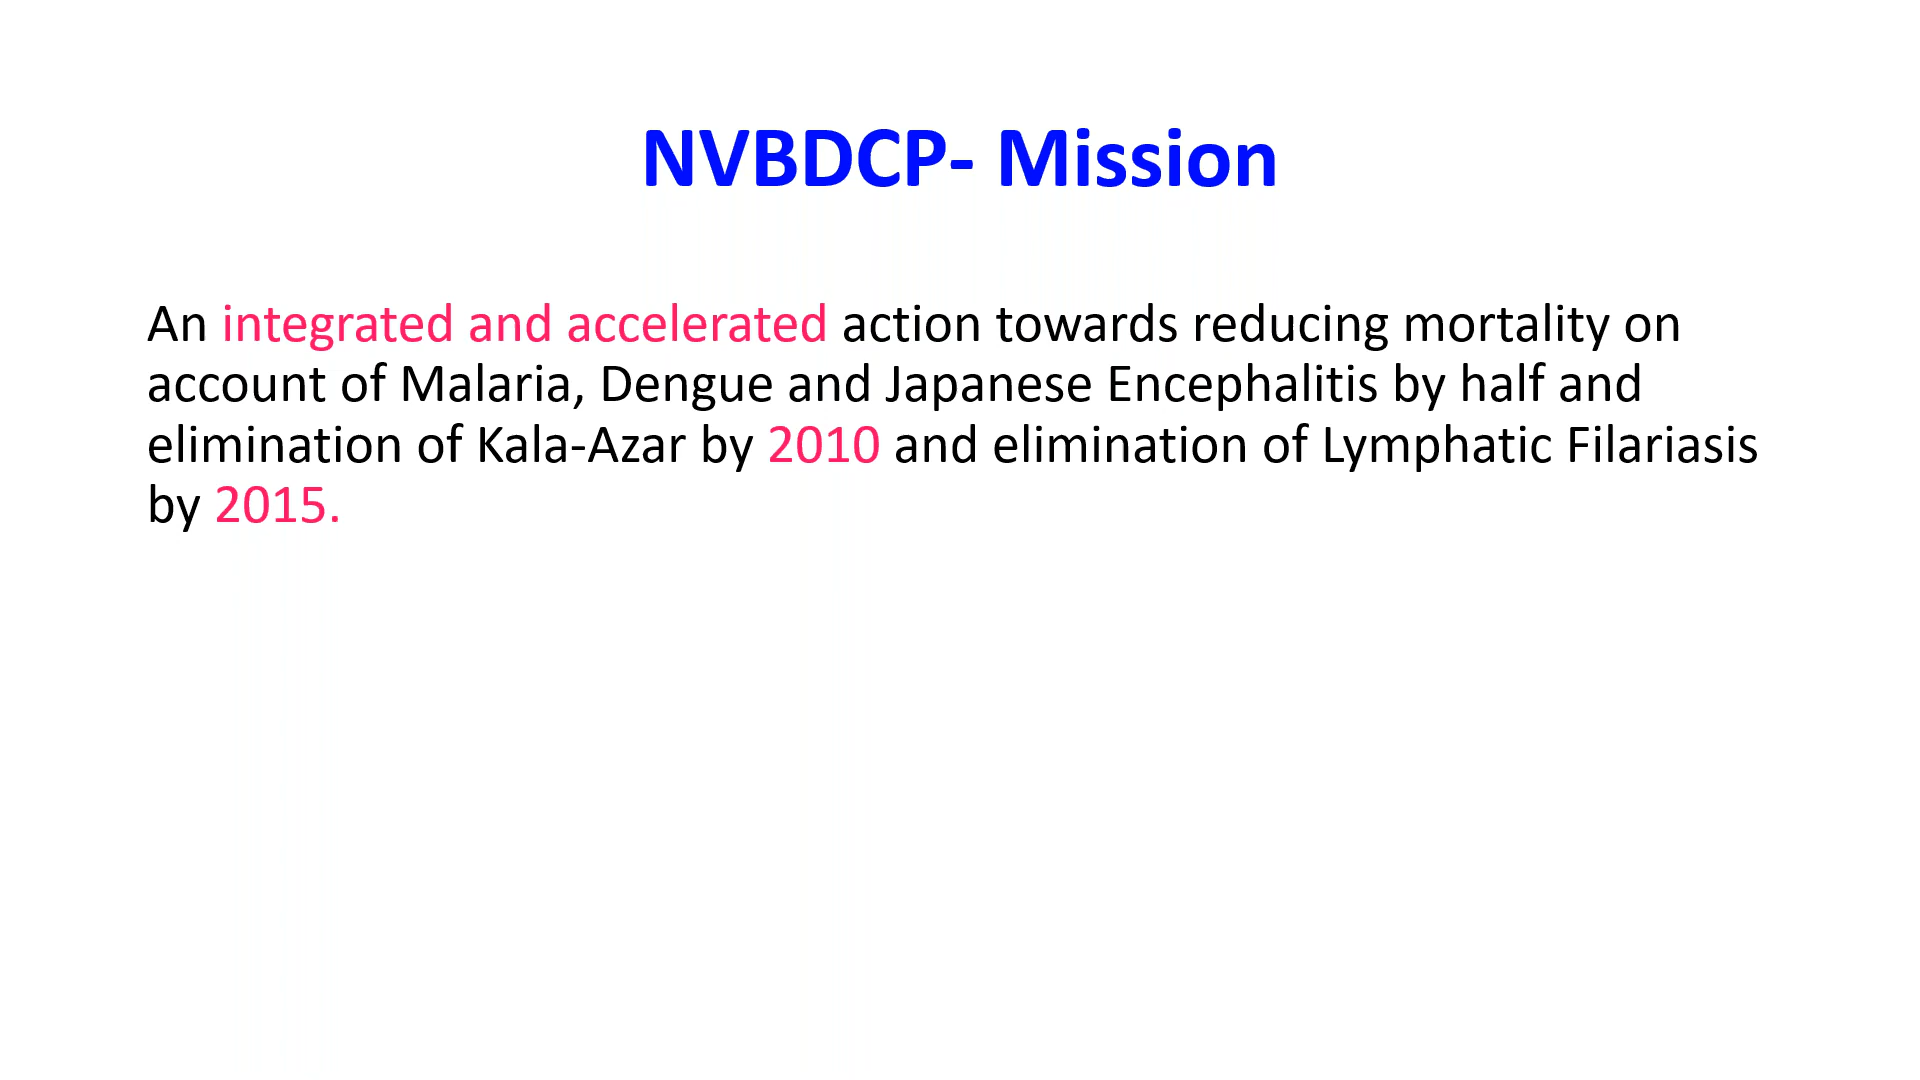 NVBDCP- Mission
An integrated and accelerated action towards reducing mortality on
account of Malaria, Dengue and Japanese Encephalitis by half and
elimination of Kala-Azar by 2010 and elimination of Lymphatic Filariasis
by 2015.